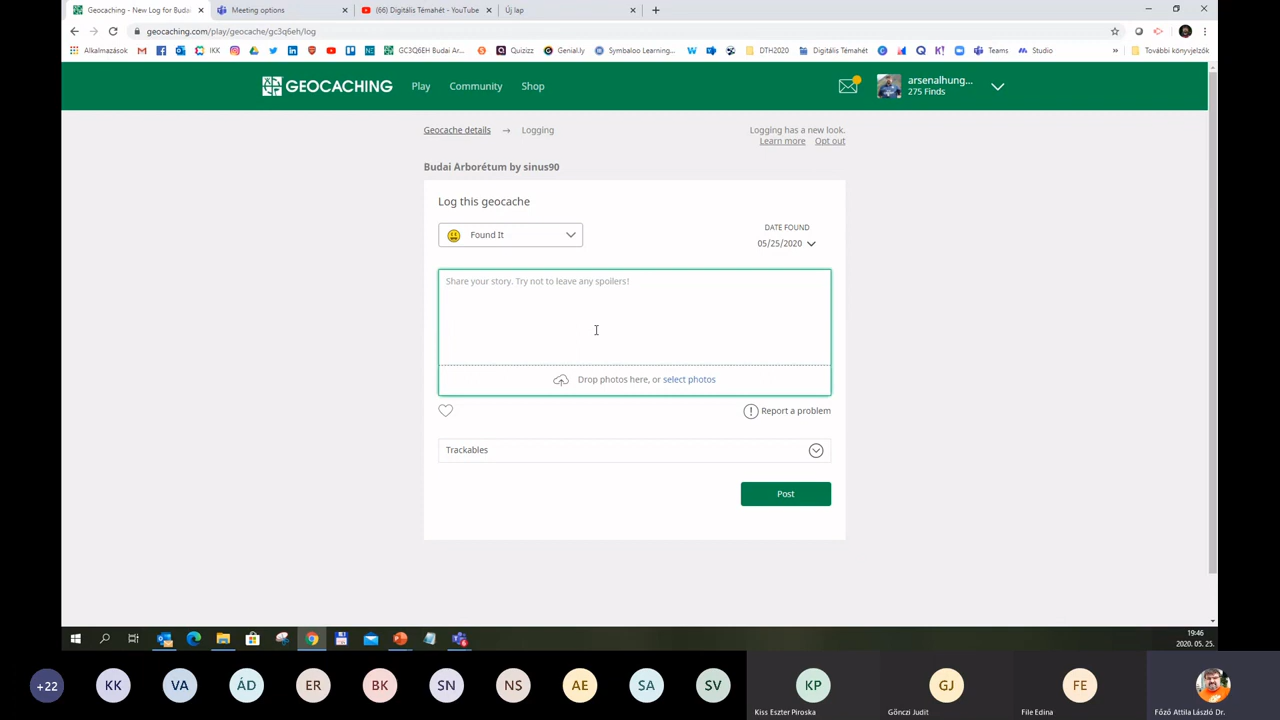 Geocaching - New Log for Buda
Meeting options
(66) Digitális Témahét - YouTube
Új lap
geocaching.com/play/geocache/gc3q6eh/log
Alkalmazások
IKK
GC3Q6EH Budai Ar...
Quizizz
Genial.ly
Symbaloo Learning...
DTH2020
Digitális Témahét
Teams
Studio
További könyvjelzők
GEOCACHING
Play
Community
Shop
arsenalhung...
275 Finds
Geocache details → Logging
Logging has a new look.
Learn more Opt out
Budai Arborétum by sinus90
Log this geocache
Found It
DATE FOUND
05/25/2020
Share your story. Try not to leave any spoilers!
Drop photos here, or select photos
Report a problem
Trackables
Post
19:46
2020. 05. 25.
+22
KK
VA
ÁD
ER
BK
SN
NS
AE
SA
SV
KP
GJ
FE
Kiss Eszter Piroska
Gőnczi Judit
File Edina
Főző Attila László Dr.